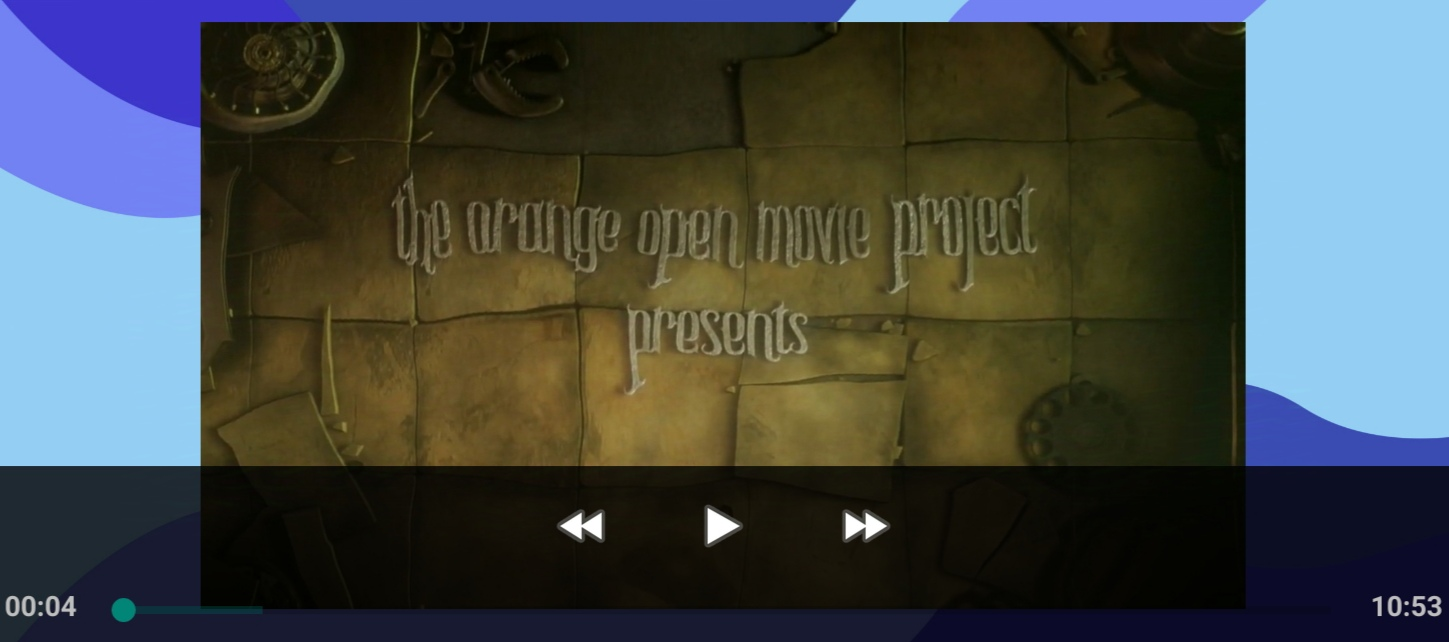 the orange open movie project
presents
00:04
10:53